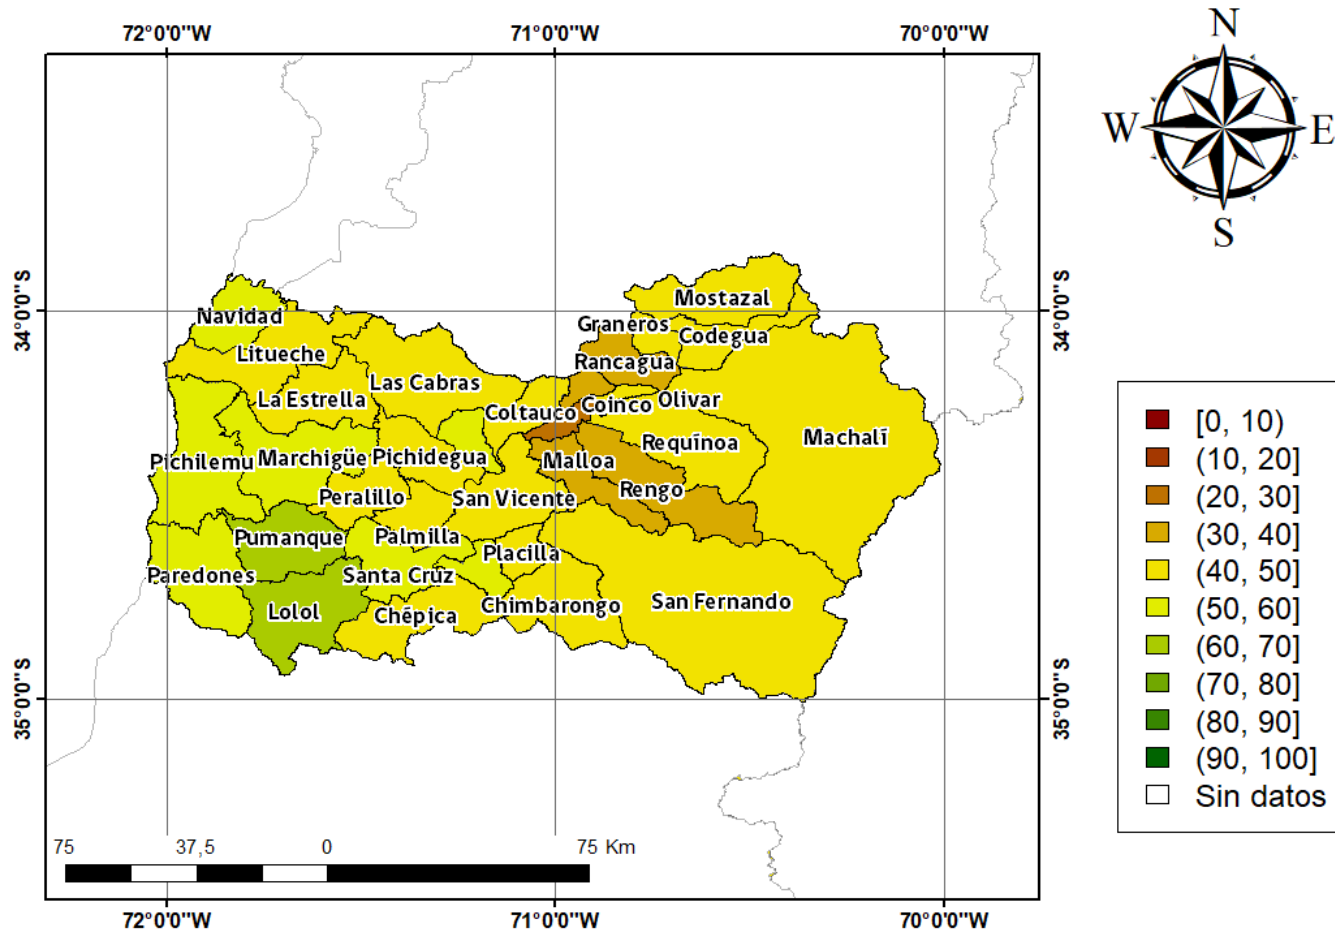 72°0'0"W 71°0'0"W 70°0'0"W
N
W E
S
34°0'0"S 34°0'0"S
Mostazal
Navidad Graneros
Codegua
Litueche Rancagua
Las Cabras
La Estrella Coinco Olivar
Coltauco
Requínoa Machalí
Pichilemu Marchigüe Pichidegua Malloa
Rengo
Peralillo San Vicente
Pumanque Palmilla
Placilla
Paredones Santa Cruz
San Fernando
Lolol Chépica Chimbarongo
35°0'0"S 35°0'0"S
75 37,5 0 75 Km
72°0'0"W 71°0'0"W 70°0'0"W
[0, 10)
(10, 20]
(20, 30]
(30, 40]
(40, 50]
(50, 60]
(60, 70]
(70, 80]
(80, 90]
(90, 100]
Sin datos